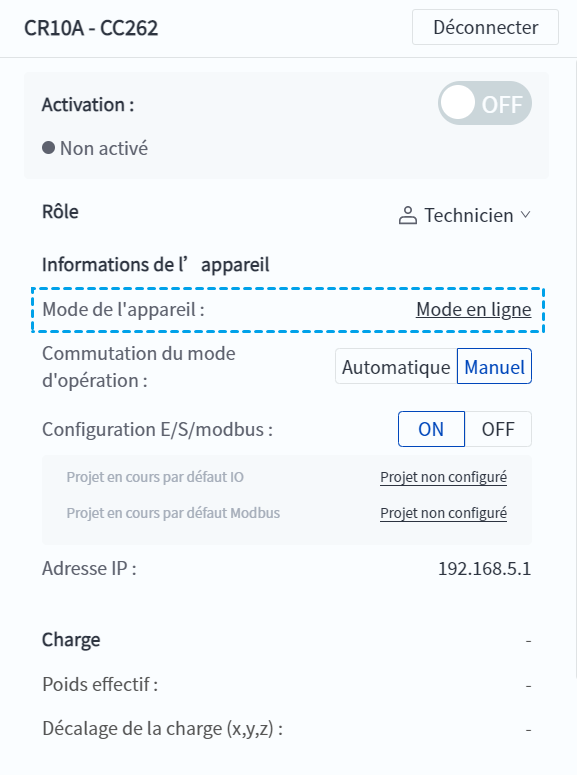 CR10A - CC262 Déconnecter
Activation : OFF
Non activé
Rôle Technicien
Informations de l’ appareil
Mode de l'appareil : Mode en ligne
Commutation du mode
d'opération : Automatique Manuel
Configuration E/S/modbus : ON OFF
Projet en cours par défaut IO Projet non configuré
Projet en cours par défaut Modbus Projet non configuré
Adresse IP : 192.168.5.1
Charge -
Poids effectif : -
Décalage de la charge (x,y,z) : -